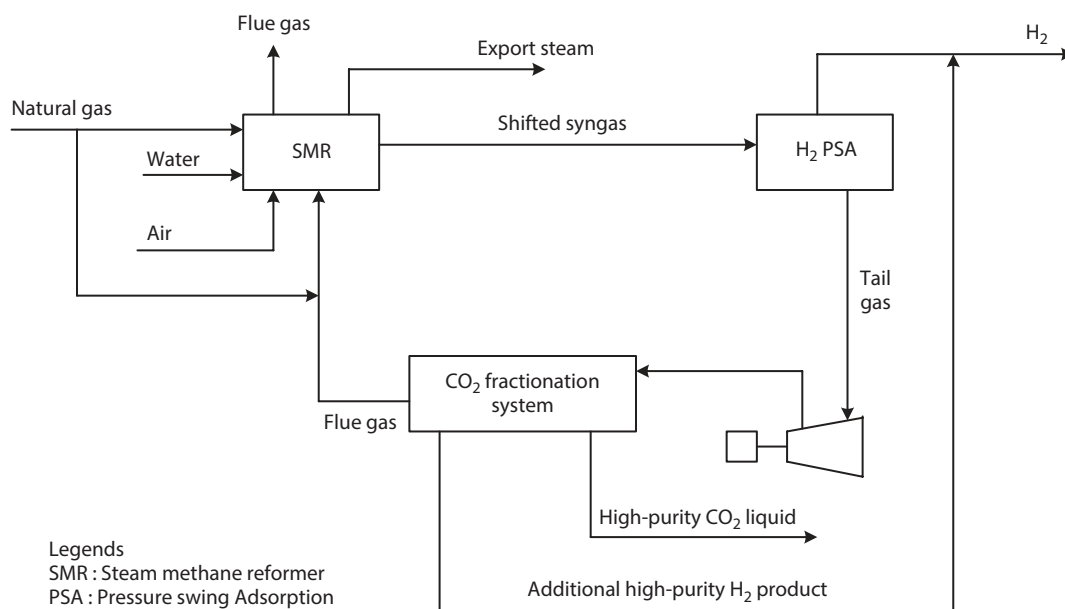 Flue gas
H₂
Export steam
Natural gas
Shifted syngas
SMR
H₂ PSA
Water
Air
Tail
gas
CO₂ fractionation
system
Flue gas
High-purity CO₂ liquid
Legends
SMR : Steam methane reformer
PSA : Pressure swing Adsorption
Additional high-purity H₂ product